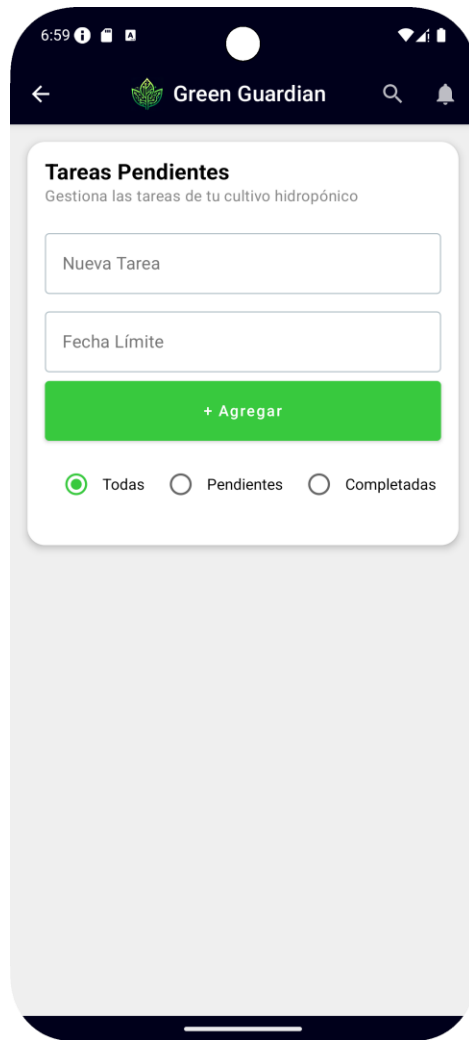 6:59
Green Guardian
Tareas Pendientes
Gestiona las tareas de tu cultivo hidropónico
Nueva Tarea
Fecha Límite
+ Agregar
Todas Pendientes Completadas